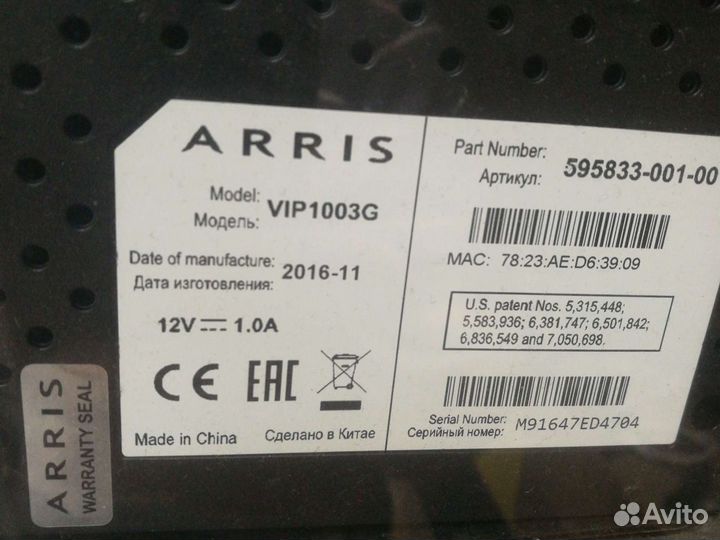 ARRIS
Model:
Модель:
VIP1003G
Date of manufacture:
Дата изготовления:
2016-11
12V 1.0A
CE EAC
Made in China Сделано в Китае
Part Number:
Артикул:
595833-001-00
MAC: 78:23:AE:D6:39:09
U.S. patent Nos. 5,315,448;
5,583,936; 6,381,747; 6,501,842;
6,836,549 and 7,050,698.
Serial Number:
Серийный номер:
M91647ED4704
ARRIS
WARRANTY SEAL
Avito